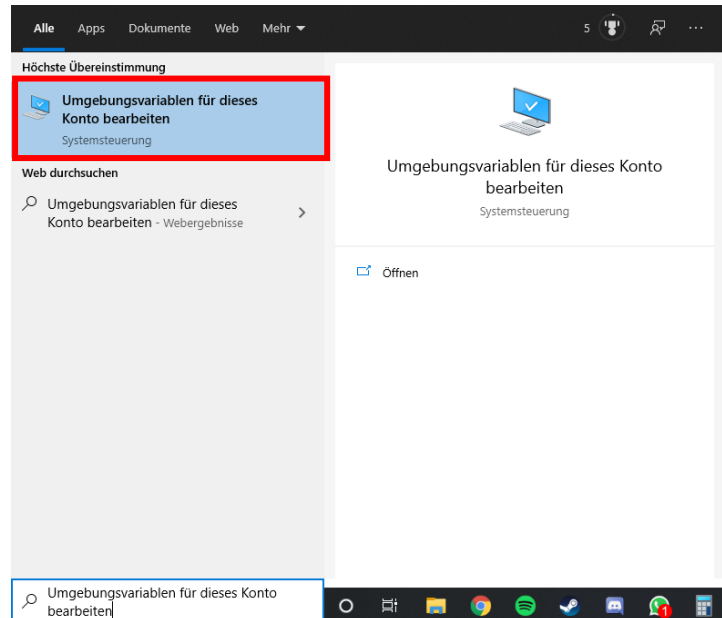 Alle Apps Dokumente Web Mehr 5 ...
Höchste Übereinstimmung
Umgebungsvariablen für dieses
Konto bearbeiten
Systemsteuerung
Web durchsuchen
Umgebungsvariablen für dieses
Konto bearbeiten - Webergebnisse
Umgebungsvariablen für dieses Konto
bearbeiten
Systemsteuerung
Öffnen
Umgebungsvariablen für dieses Konto
bearbeiten
1